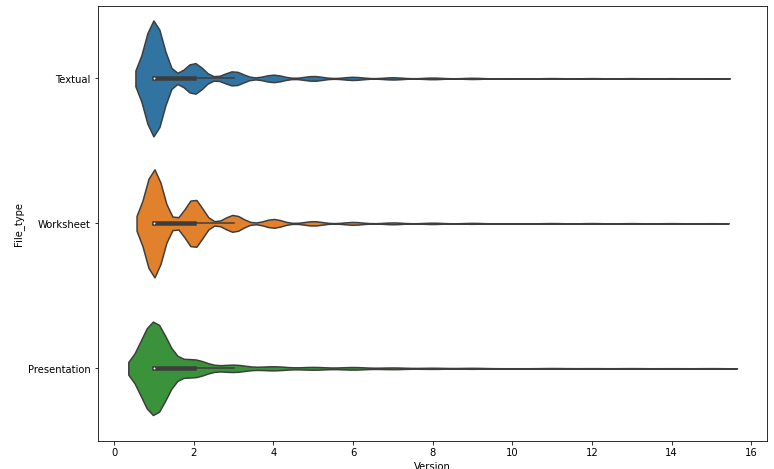 Textual
Worksheet
Presentation
File_type
0 2 4 6 8 10 12 14 16
Version